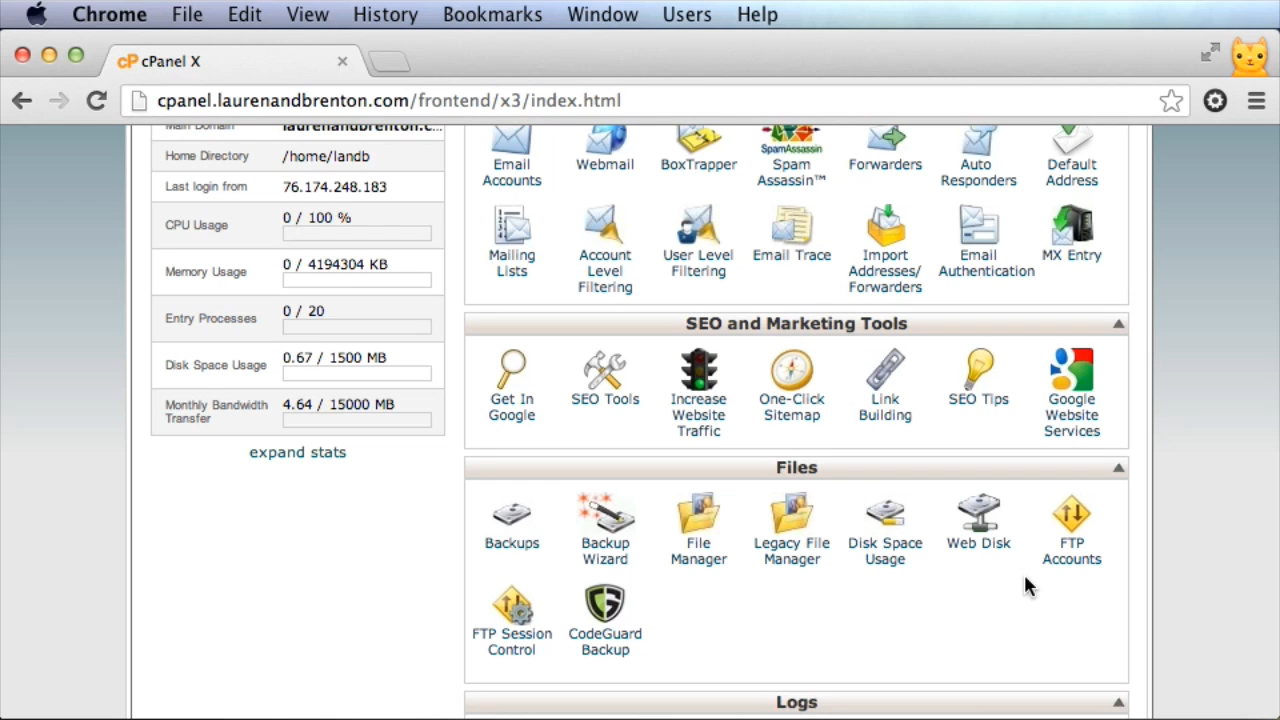 Chrome File Edit View History Bookmarks Window Users Help
cP cPanel X
cpanel.laurenandbrenton.com/frontend/x3/index.html
Main Domain laurenandbrenton.c...
Home Directory /home/landb
Last login from 76.174.248.183
CPU Usage 0 / 100 %
Memory Usage 0 / 4194304 KB
Entry Processes 0 / 20
Disk Space Usage 0.67 / 1500 MB
Monthly Bandwidth
Transfer 4.64 / 15000 MB
expand stats
Email
Accounts
Webmail
BoxTrapper
SpamAssassin
Spam
Assassin™
Forwarders
Auto
Responders
Default
Address
Mailing
Lists
Account
Level
Filtering
User Level
Filtering
Email Trace
Import
Addresses/
Forwarders
Email
Authentication
MX Entry
SEO and Marketing Tools
Get In
Google
SEO Tools
Increase
Website
Traffic
One-Click
Sitemap
Link
Building
SEO Tips
Google
Website
Services
Files
Backups
Backup
Wizard
File
Manager
Legacy File
Manager
Disk Space
Usage
Web Disk
FTP
Accounts
FTP Session
Control
CodeGuard
Backup
Logs